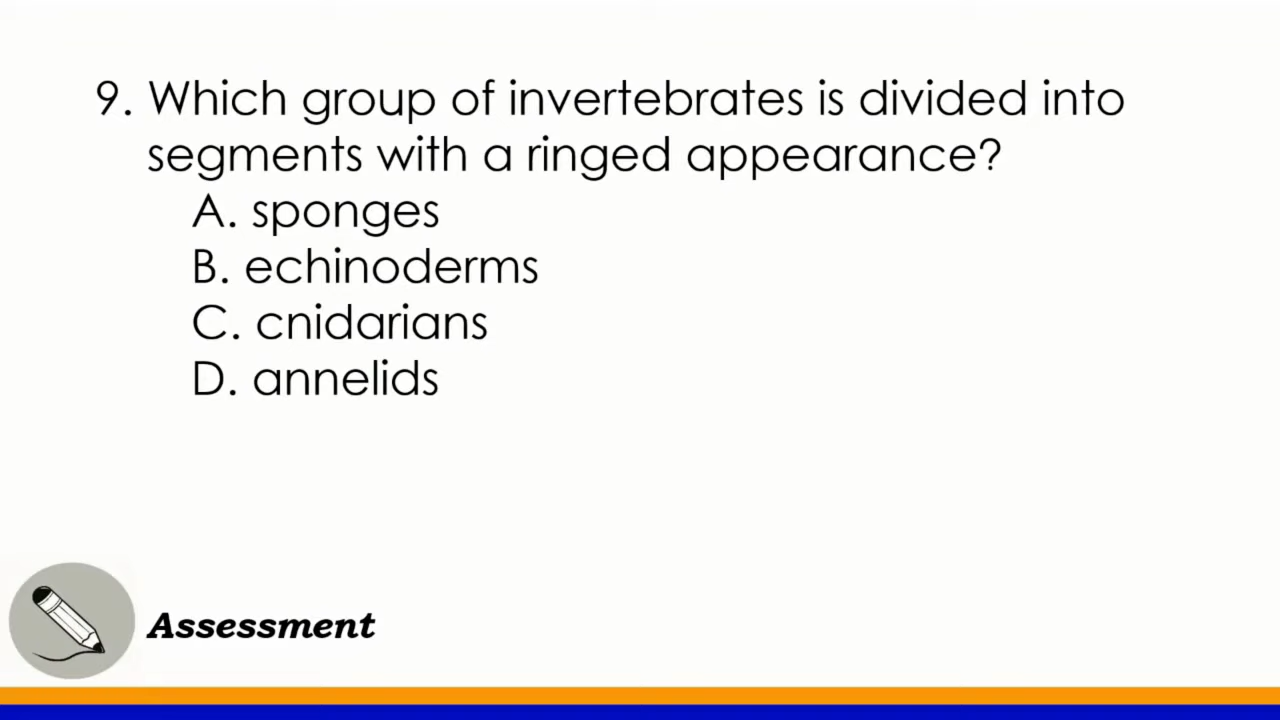 9. Which group of invertebrates is divided into
segments with a ringed appearance?
A. sponges
B. echinoderms
C. cnidarians
D. annelids
Assessment